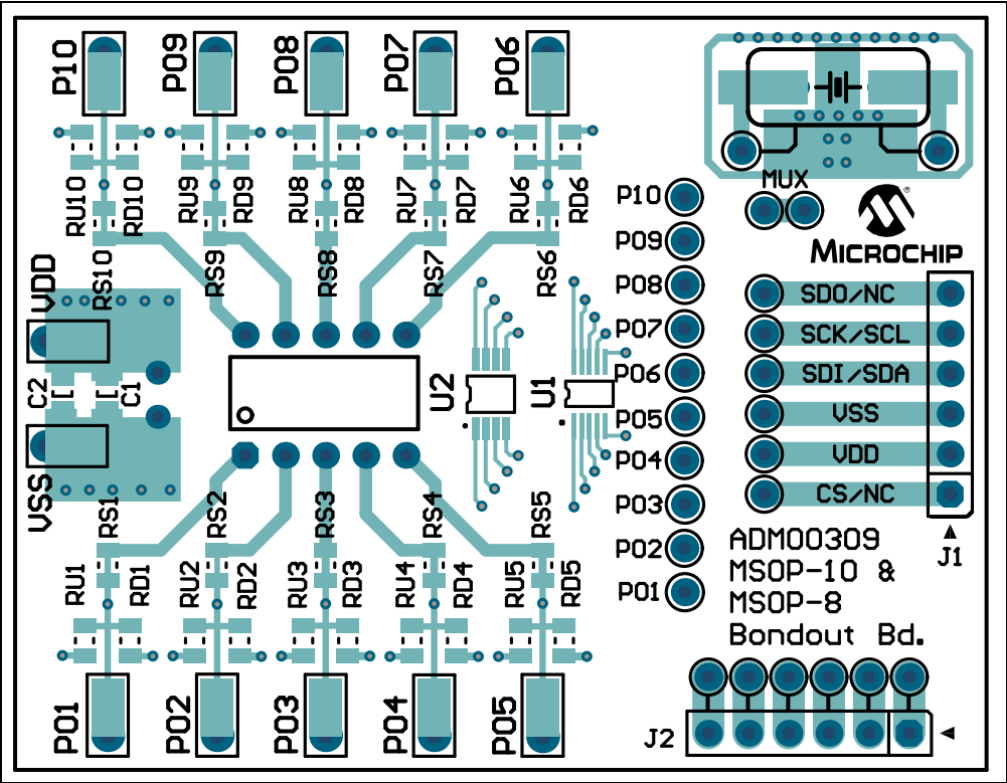 P10 P09 P08 P07 P06
RU10 RD10 RU9 RD9 RU8 RD8 RU7 RD7 RU6 RD6
RS10 RS9 RS8 RS7 RS6
VDD
C2 C1
VSS
U2 U1
RS1 RS2 RS3 RS4 RS5
RU1 RD1 RU2 RD2 RU3 RD3 RU4 RD4 RU5 RD5
P01 P02 P03 P04 P05
P10
P09
P08
P07
P06
P05
P04
P03
P02
P01
MUX
®
MICROCHIP
SDO/NC
SCK/SCL
SDI/SDA
VSS
VDD
CS/NC
J1
ADM00309
MSOP-10 &
MSOP-8
Bondout Bd.
J2